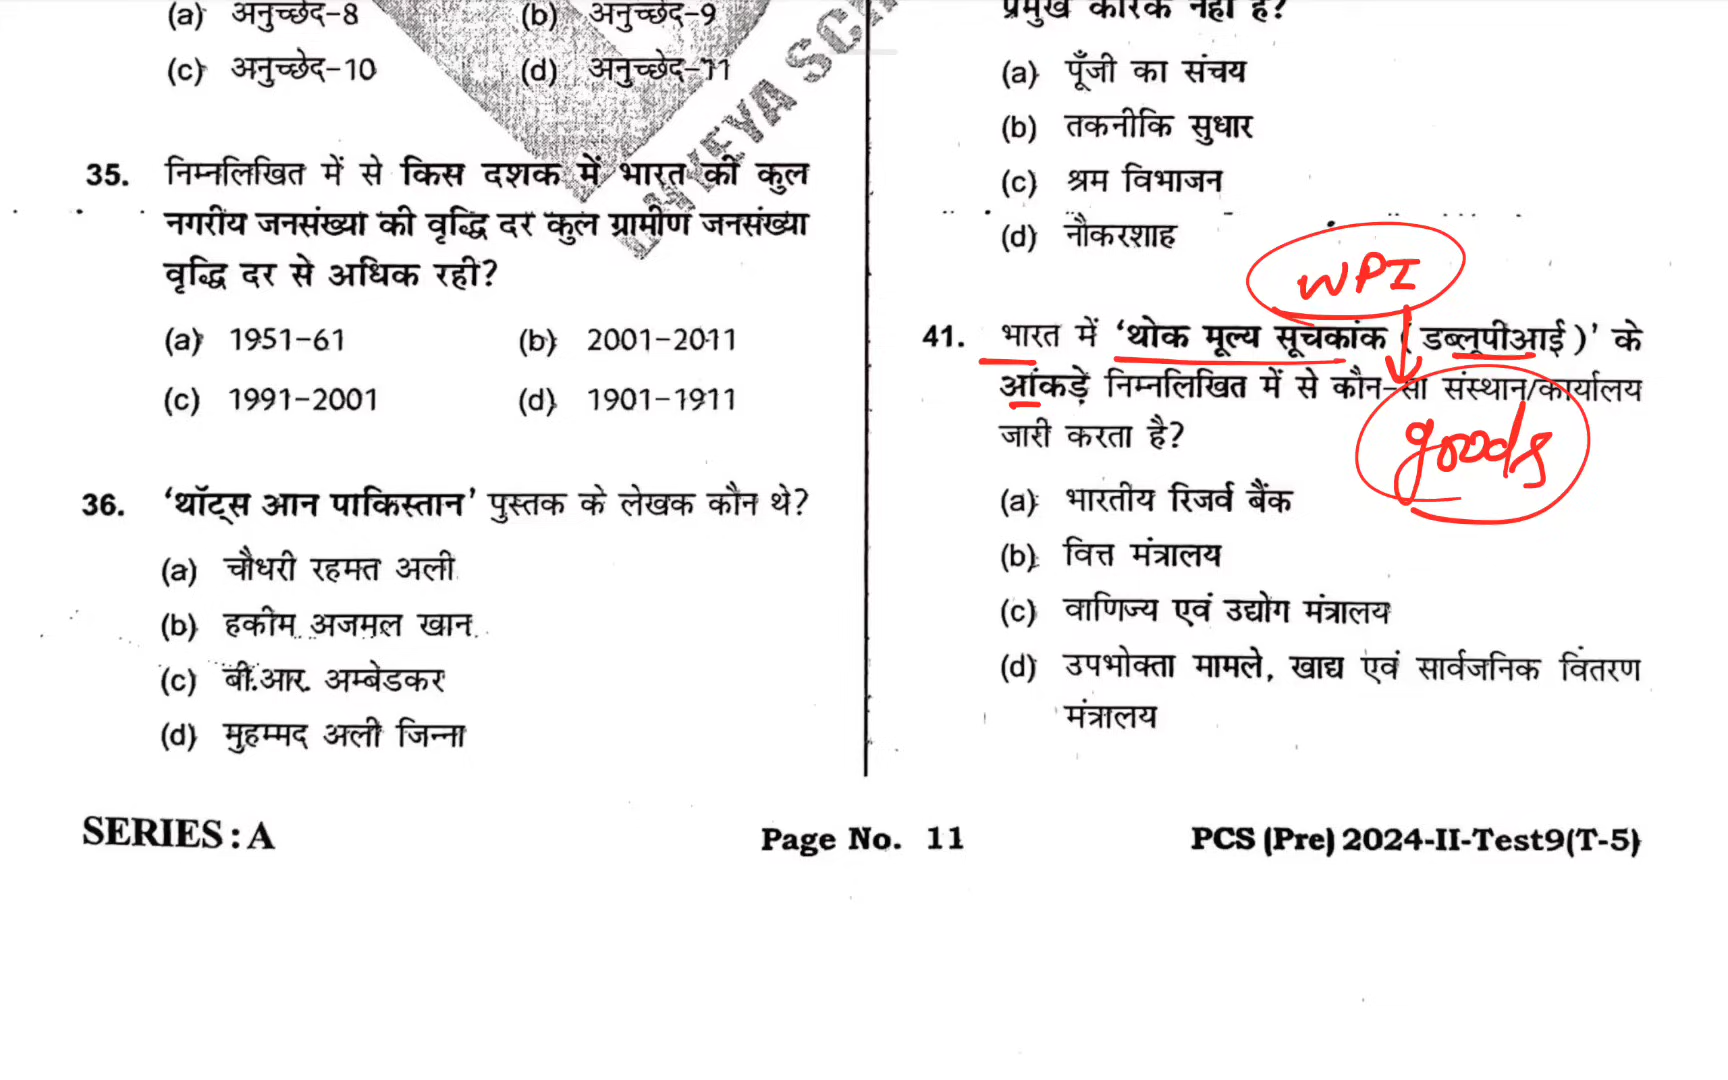 (a) अनुच्छेद-8 (b) अनुच्छेद-9
(c) अनुच्छेद-10 (d) अनुच्छेद-11
35. निम्नलिखित में से किस दशक में भारत की कुल
नगरीय जनसंख्या की वृद्धि दर कुल ग्रामीण जनसंख्या
वृद्धि दर से अधिक रही?
(a) 1951-61 (b) 2001-2011
(c) 1991-2001 (d) 1901-1911
36. ‘थॉट्स आन पाकिस्तान’ पुस्तक के लेखक कौन थे?
(a) चौधरी रहमत अली
(b) हकीम अजमल खान
(c) बी.आर. अम्बेडकर
(d) मुहम्मद अली जिन्ना
प्रमुख कारक नहीं है?
(a) पूँजी का संचय
(b) तकनीकि सुधार
(c) श्रम विभाजन
(d) नौकरशाह
WPI
41. भारत में ‘थोक मूल्य सूचकांक (डब्लूपीआई)’ के
आंकड़े निम्नलिखित में से कौन-सा संस्थान/कार्यालय
जारी करता है?
goods
(a) भारतीय रिजर्व बैंक
(b) वित्त मंत्रालय
(c) वाणिज्य एवं उद्योग मंत्रालय
(d) उपभोक्ता मामले, खाद्य एवं सार्वजनिक वितरण
मंत्रालय
SERIES : A Page No. 11 PCS (Pre) 2024-II-Test9(T-5)